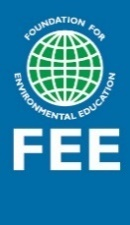 FOUNDATION FOR
ENVIRONMENTAL EDUCATION
FEE